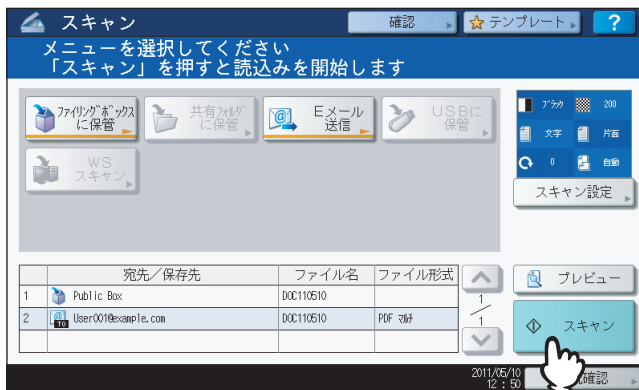 スキャン
確認
テンプレート
?
メニューを選択してください
「スキャン」を押すと読込みを開始します
ファイリングボックス
に保管
共有フォルダ
に保管
Eメール
送信
USBに
保管
WS
スキャン
ブラック 200
文字 片面
0 自動
スキャン設定
宛先/保存先 ファイル名 ファイル形式
1 Public Box DOC110510
2 TO User001@example.com DOC110510 PDF マルチ
1
1
プレビュー
スキャン
2011/05/10
12:50
確認